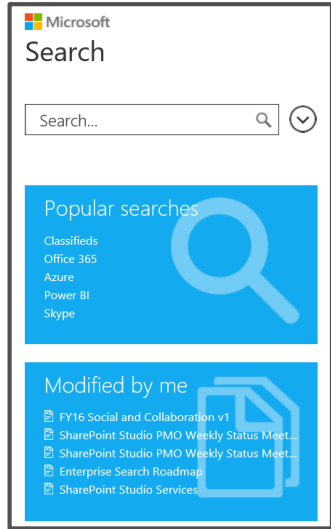 Microsoft
Search
Search...
Popular searches
Classifieds
Office 365
Azure
Power BI
Skype
Modified by me
FY16 Social and Collaboration v1
SharePoint Studio PMO Weekly Status Meet...
SharePoint Studio PMO Weekly Status Meet...
Enterprise Search Roadmap
SharePoint Studio Services